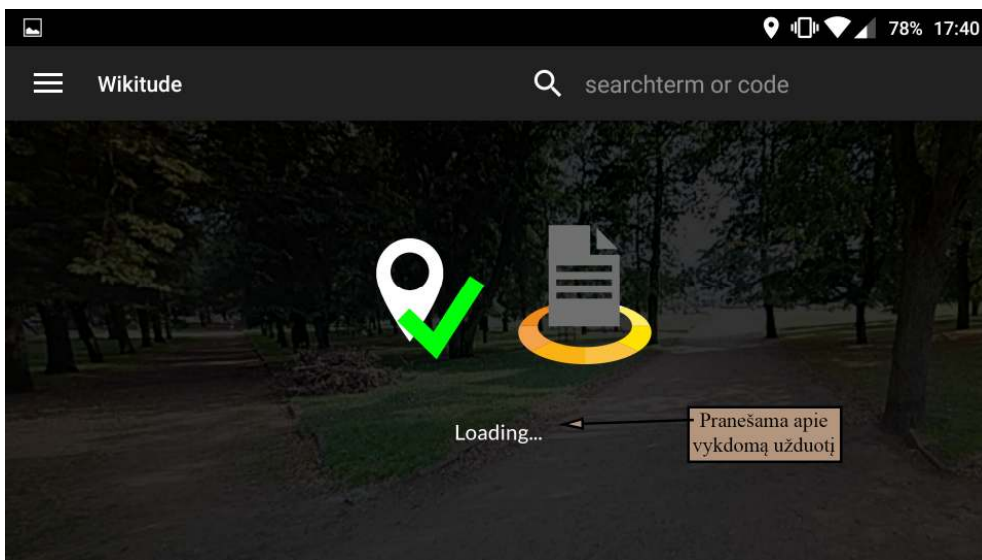 78% 17:40
Wikitude
searchterm or code
Loading...
Pranešama apie
vykdomą užduotį